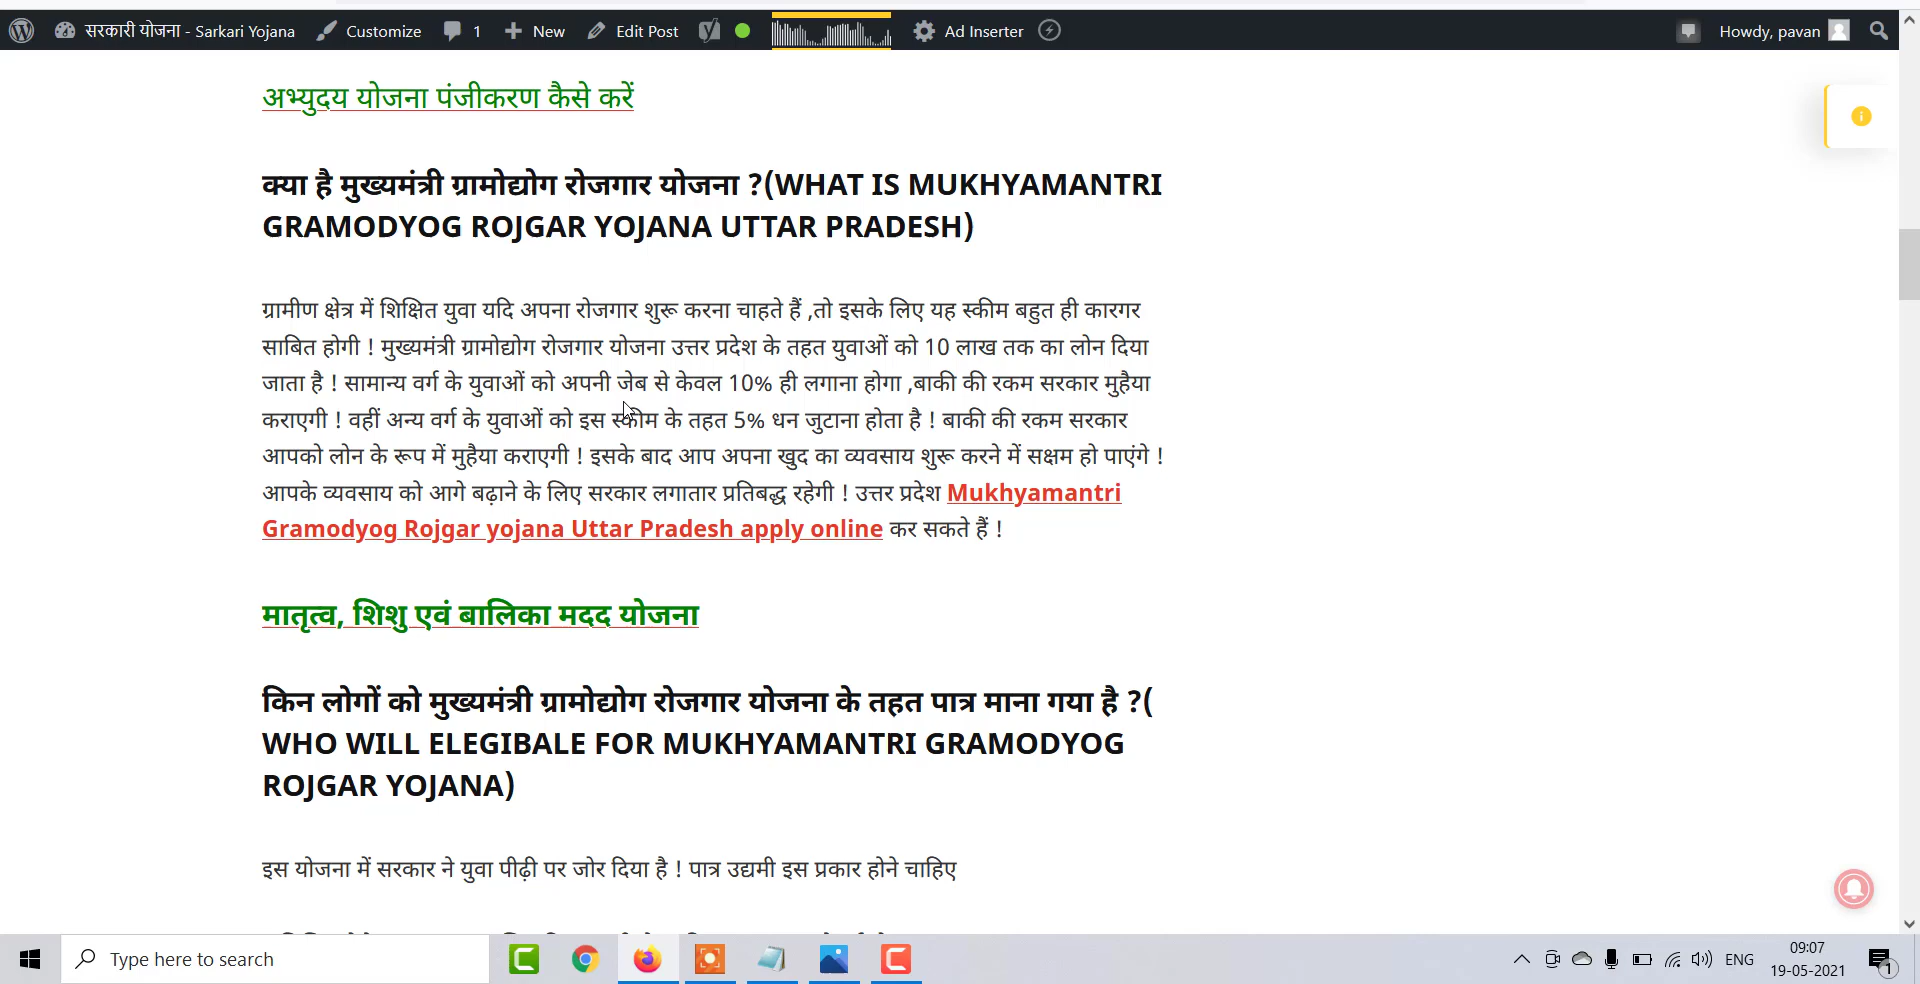 सरकारी योजना - Sarkari Yojana Customize 1 New Edit Post Ad Inserter Howdy, pavan
अभ्युदय योजना पंजीकरण कैसे करें
क्या है मुख्यमंत्री ग्रामोद्योग रोजगार योजना ?(WHAT IS MUKHYAMANTRI
GRAMODYOG ROJGAR YOJANA UTTAR PRADESH)
ग्रामीण क्षेत्र में शिक्षित युवा यदि अपना रोजगार शुरू करना चाहते हैं ,तो इसके लिए यह स्कीम बहुत ही कारगर
साबित होगी ! मुख्यमंत्री ग्रामोद्योग रोजगार योजना उत्तर प्रदेश के तहत युवाओं को 10 लाख तक का लोन दिया
जाता है ! सामान्य वर्ग के युवाओं को अपनी जेब से केवल 10% ही लगाना होगा ,बाकी की रकम सरकार मुहैया
कराएगी ! वहीं अन्य वर्ग के युवाओं को इस स्कीम के तहत 5% धन जुटाना होता है ! बाकी की रकम सरकार
आपको लोन के रूप में मुहैया कराएगी ! इसके बाद आप अपना खुद का व्यवसाय शुरू करने में सक्षम हो पाएंगे !
आपके व्यवसाय को आगे बढ़ाने के लिए सरकार लगातार प्रतिबद्ध रहेगी ! उत्तर प्रदेश Mukhyamantri
Gramodyog Rojgar yojana Uttar Pradesh apply online कर सकते हैं !
मातृत्व, शिशु एवं बालिका मदद योजना
किन लोगों को मुख्यमंत्री ग्रामोद्योग रोजगार योजना के तहत पात्र माना गया है ?(
WHO WILL ELEGIBALE FOR MUKHYAMANTRI GRAMODYOG
ROJGAR YOJANA)
इस योजना में सरकार ने युवा पीढ़ी पर जोर दिया है ! पात्र उद्यमी इस प्रकार होने चाहिए
Type here to search ENG 09:07
19-05-2021 1